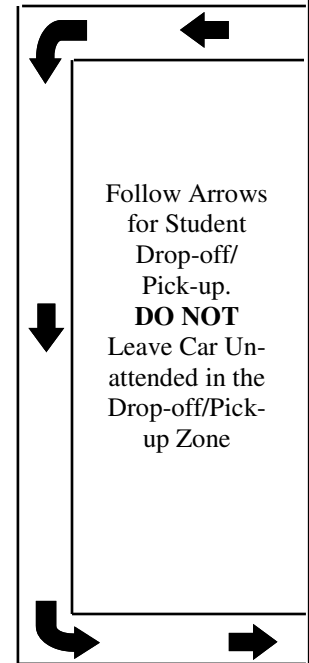 Follow Arrows
for Student
Drop-off/
Pick-up.
DO NOT
Leave Car Un-
attended in the
Drop-off/Pick-
up Zone